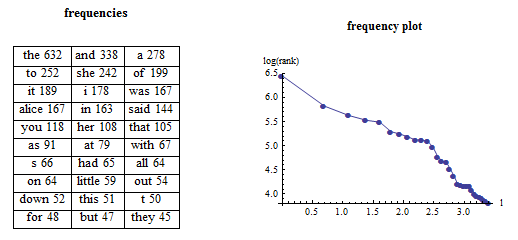 frequencies
the 632 and 338 a 278
to 252 she 242 of 199
it 189 i 178 was 167
alice 167 in 163 said 144
you 118 her 108 that 105
as 91 at 79 with 67
s 66 had 65 all 64
on 64 little 59 out 54
down 52 this 51 t 50
for 48 but 47 they 45
frequency plot
log(rank)
6.5
6.0
5.5
5.0
4.5
4.0
0.5 1.0 1.5 2.0 2.5 3.0
1